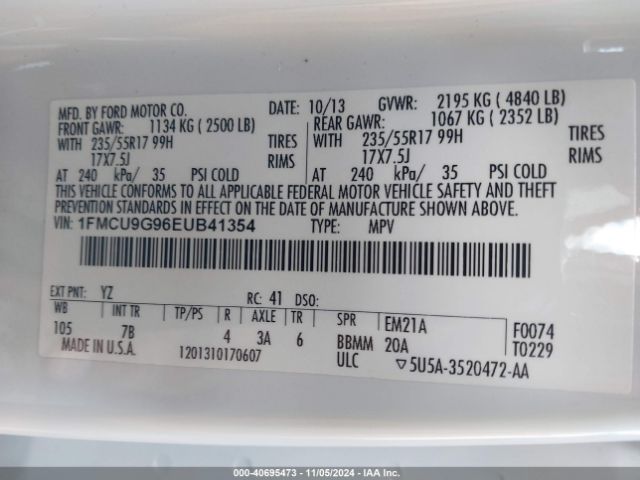 MFD. BY FORD MOTOR CO. DATE: 10/13 GVWR: 2195 KG ( 4840 LB)
FRONT GAWR: 1134 KG ( 2500 LB) REAR GAWR: 1067 KG ( 2352 LB)
WITH 235/55R17 99H TIRES WITH 235/55R17 99H TIRES
17X7.5J RIMS 17X7.5J RIMS
AT 240 kPa/ 35 PSI COLD AT 240 kPa/ 35 PSI COLD
THIS VEHICLE CONFORMS TO ALL APPLICABLE FEDERAL MOTOR VEHICLE SAFETY AND THEFT
PREVENTION STANDARDS IN EFFECT ON THE DATE OF MANUFACTURE SHOWN ABOVE.
VIN: 1FMCU9G96EUB41354 TYPE: MPV
EXT PNT: YZ RC: 41 DSO:
WB INT TR TP/PS R AXLE TR SPR EM21A F0074
105 7B 4 3A 6 BBMM 20A T0229
MADE IN U.S.A. 1201310170607 ULC ▽5U5A-3520472-AA
000-40695473 - 11/05/2024 - IAA Inc.